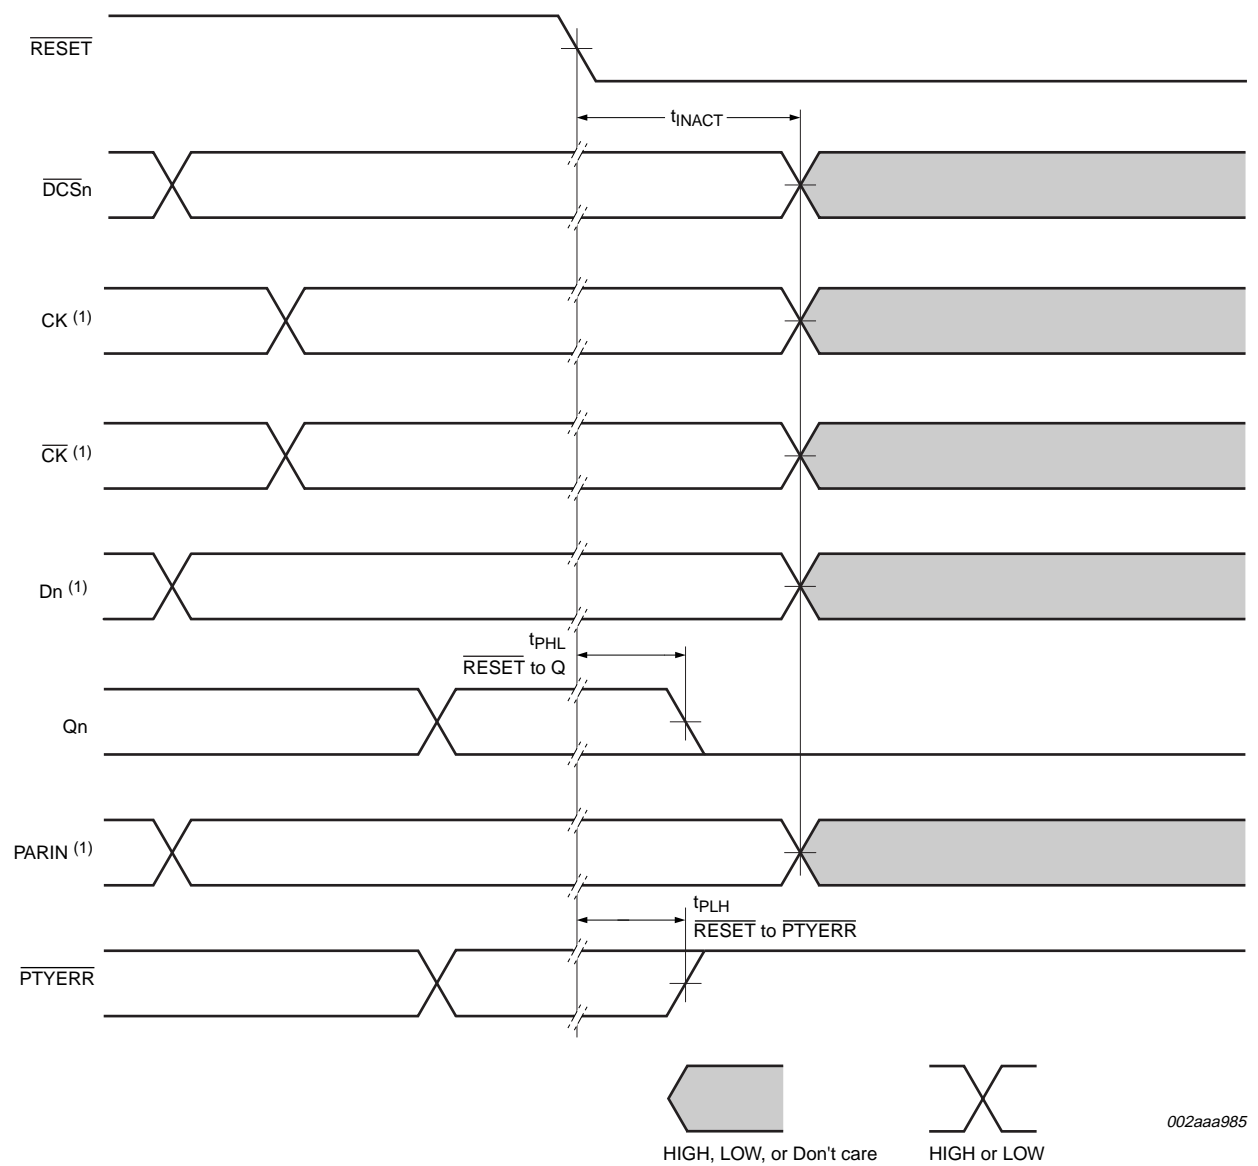 RESET
tINACT
DCSn
CK (1)
CK (1)
Dn (1)
tPHL
RESET to Q
Qn
PARIN (1)
tPLH
RESET to PTYERR
PTYERR
HIGH, LOW, or Don't care
HIGH or LOW
002aaa985